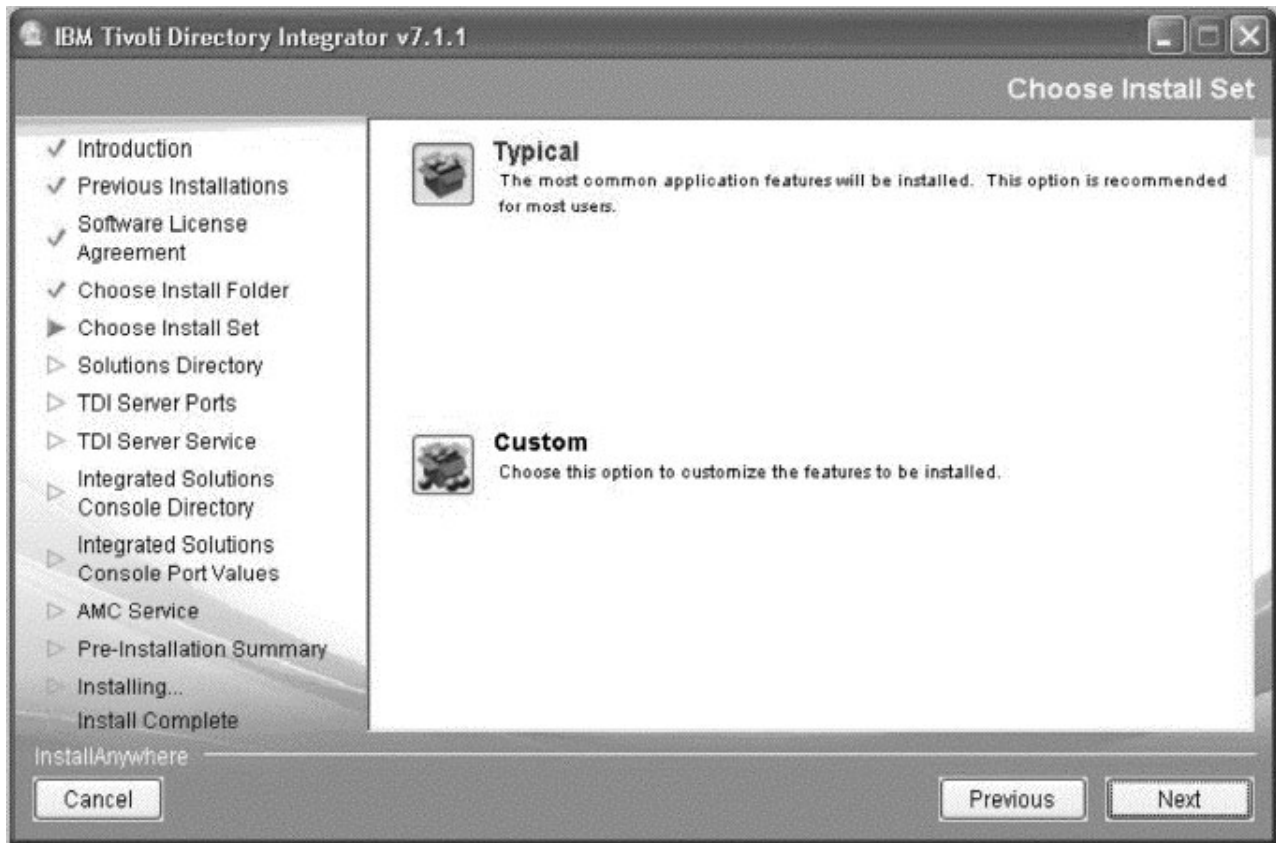 IBM Tivoli Directory Integrator v7.1.1
Choose Install Set
Introduction
Previous Installations
Software License
Agreement
Choose Install Folder
Choose Install Set
Solutions Directory
TDI Server Ports
TDI Server Service
Integrated Solutions
Console Directory
Integrated Solutions
Console Port Values
AMC Service
Pre-Installation Summary
Installing...
Install Complete
Typical
The most common application features will be installed. This option is recommended
for most users.
Custom
Choose this option to customize the features to be installed.
InstallAnywhere
Cancel
Previous
Next